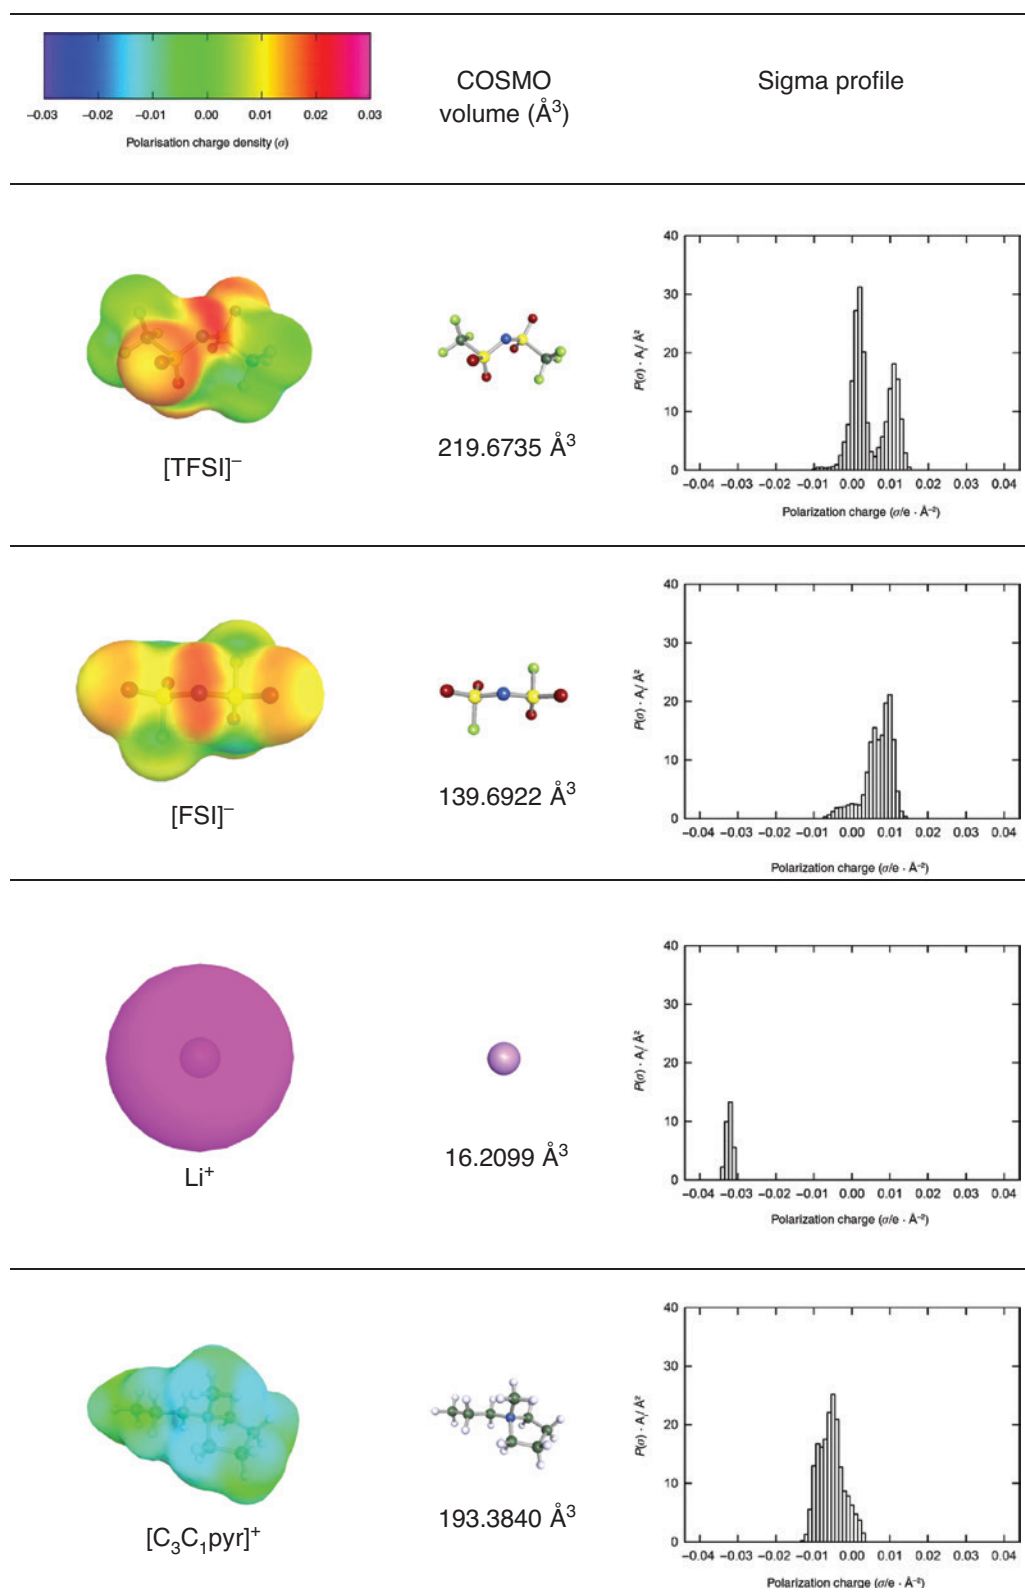 COSMO
volume (Å³)
Sigma profile
−0.03 −0.02 −0.01 0.00 0.01 0.02 0.03
Polarisation charge density (σ)
40
30
20
10
0
P(σ) · Aᵢ/ Å²
−0.04 −0.03 −0.02 −0.01 0.00 0.01 0.02 0.03 0.04
Polarization charge (σ/e · Å⁻²)
219.6735 Å³
[TFSI]⁻
40
30
20
10
0
P(σ) · Aᵢ/ Å²
−0.04 −0.03 −0.02 −0.01 0.00 0.01 0.02 0.03 0.04
Polarization charge (σ/e · Å⁻²)
139.6922 Å³
[FSI]⁻
40
30
20
10
0
P(σ) · Aᵢ/ Å²
−0.04 −0.03 −0.02 −0.01 0.00 0.01 0.02 0.03 0.04
Polarization charge (σ/e · Å⁻²)
16.2099 Å³
Li⁺
40
30
20
10
0
P(σ) · Aᵢ/ Å²
−0.04 −0.03 −0.02 −0.01 0.00 0.01 0.02 0.03 0.04
Polarization charge (σ/e · Å⁻²)
193.3840 Å³
[C₃C₁pyr]⁺